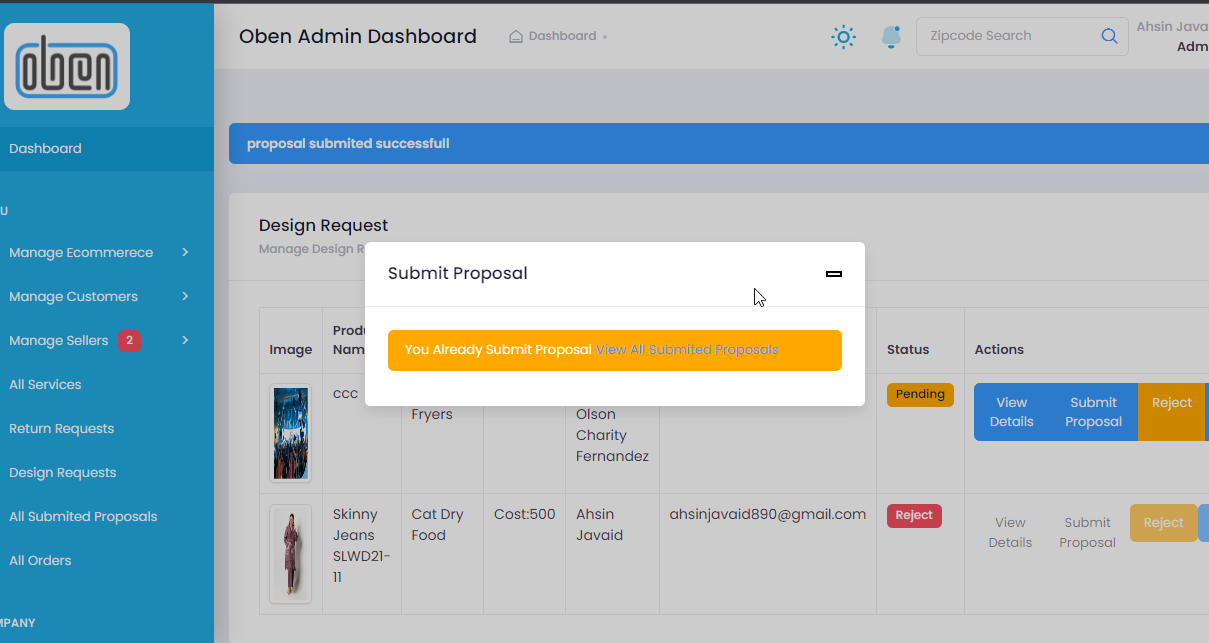 oben
Oben Admin Dashboard
Dashboard
Zipcode Search
Ahsin Java
Adm
Dashboard
U
Manage Ecommerece
Manage Customers
Manage Sellers 2
All Services
Return Requests
Design Requests
All Submited Proposals
All Orders
MPANY
proposal submited successfull
Design Request
Manage Design R
Submit Proposal
You Already Submit Proposal View All Submited Proposals
Image
Produ
Nam
Status
Actions
ccc
Fryers
Olson
Charity
Fernandez
Pending
View
Details
Submit
Proposal
Reject
Skinny
Jeans
SLWD21-
11
Cat Dry
Food
Cost:500
Ahsin
Javaid
ahsinjavaid890@gmail.com
Reject
View
Details
Submit
Proposal
Reject